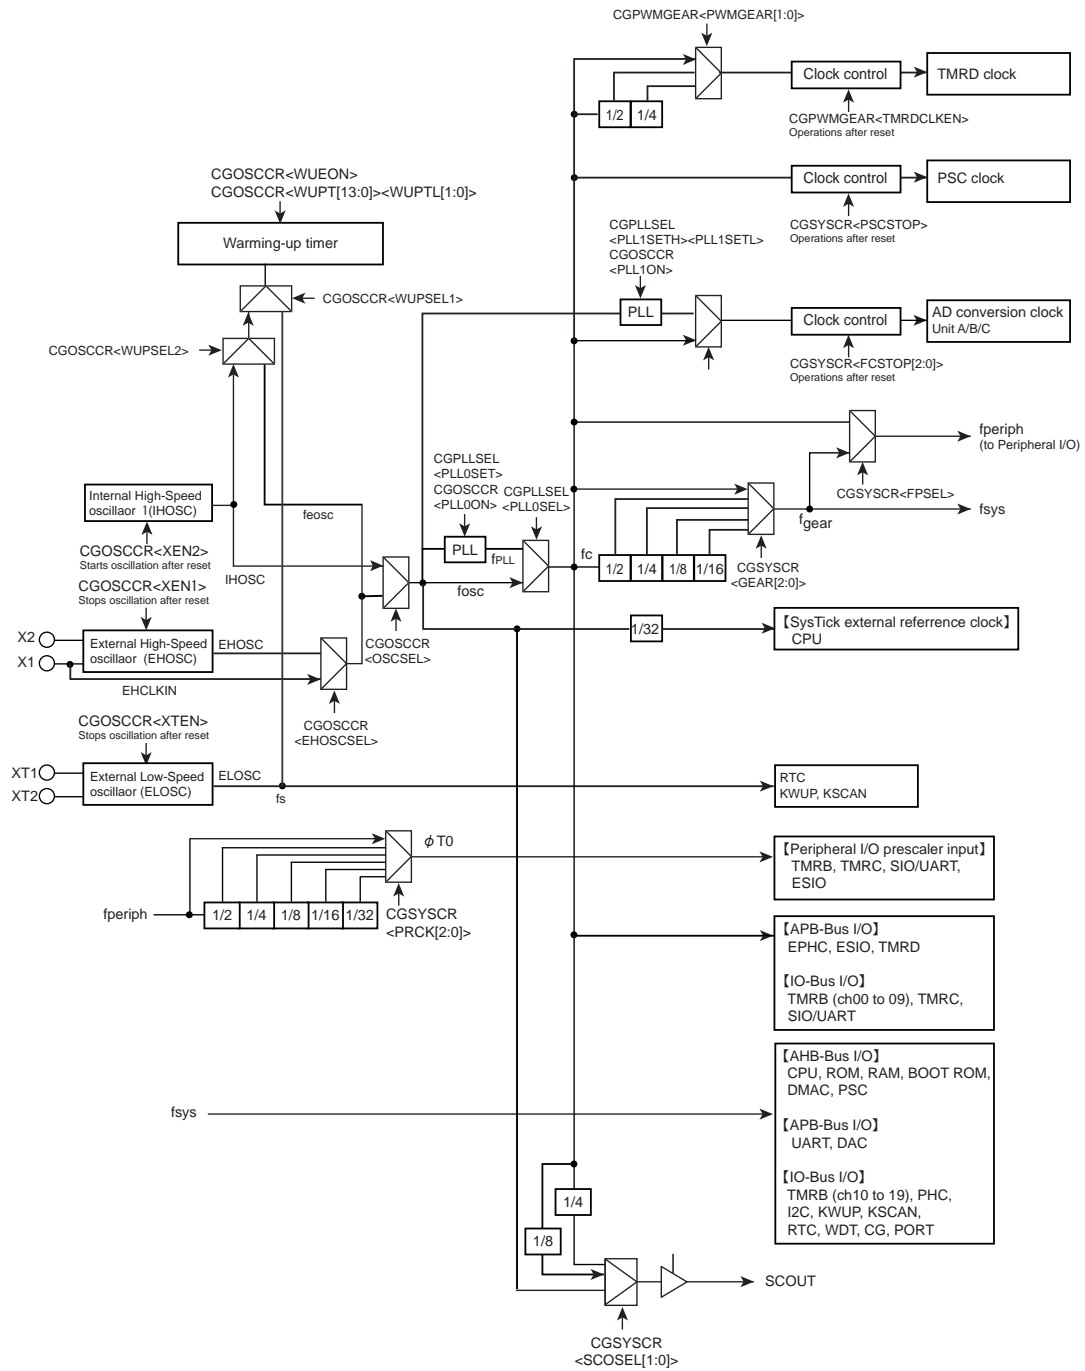 CGPWMGEAR<PWMGEAR[1:0]>
Clock control
TMRD clock
1/2
1/4
CGPWMGEAR<TMRDCLKEN>
Operations after reset
Clock control
PSC clock
CGSYSCR<PSCSTOP>
Operations after reset
CGOSCCR<WUEON>
CGOSCCR<WUPT[13:0]><WUPTL[1:0]>
Warming-up timer
CGOSCCR<WUPSEL1>
CGOSCCR<WUPSEL2>
CGPLLSEL
<PLL1SETH><PLL1SETL>
CGOSCCR
<PLL1ON>
PLL
Clock control
AD conversion clock
Unit A/B/C
CGSYSCR<FCSTOP[2:0]>
Operations after reset
fperiph
(to Peripheral I/O)
CGSYSCR<FPSEL>
fgear
fsys
CGPLLSEL
<PLL0SET>
CGOSCCR
<PLL0ON>
CGPLLSEL
<PLL0SEL>
PLL
fPLL
fosc
fc
1/2
1/4
1/8
1/16
CGSYSCR
<GEAR[2:0]>
Internal High-Speed
oscillaor 1(IHOSC)
feosc
CGOSCCR<XEN2>
Starts oscillation after reset
IHOSC
CGOSCCR<XEN1>
Stops oscillation after reset
X2
X1
External High-Speed
oscillaor (EHOSC)
EHOSC
EHCLKIN
CGOSCCR
<OSCSEL>
CGOSCCR
<EHOSCSEL>
1/32
【SysTick external referrence clock】
CPU
CGOSCCR<XTEN>
Stops oscillation after reset
XT1
XT2
External Low-Speed
oscillaor (ELOSC)
ELOSC
fs
RTC
KWUP, KSCAN
fperiph
1/2
1/4
1/8
1/16
1/32
ϕT0
CGSYSCR
<PRCK[2:0]>
【Peripheral I/O prescaler input】
TMRB, TMRC, SIO/UART,
ESIO
【APB-Bus I/O】
EPHC, ESIO, TMRD
【IO-Bus I/O】
TMRB (ch00 to 09), TMRC,
SIO/UART
fsys
【AHB-Bus I/O】
CPU, ROM, RAM, BOOT ROM,
DMAC, PSC
【APB-Bus I/O】
UART, DAC
【IO-Bus I/O】
TMRB (ch10 to 19), PHC,
I2C, KWUP, KSCAN,
RTC, WDT, CG, PORT
1/4
1/8
SCOUT
CGSYSCR
<SCOSEL[1:0]>